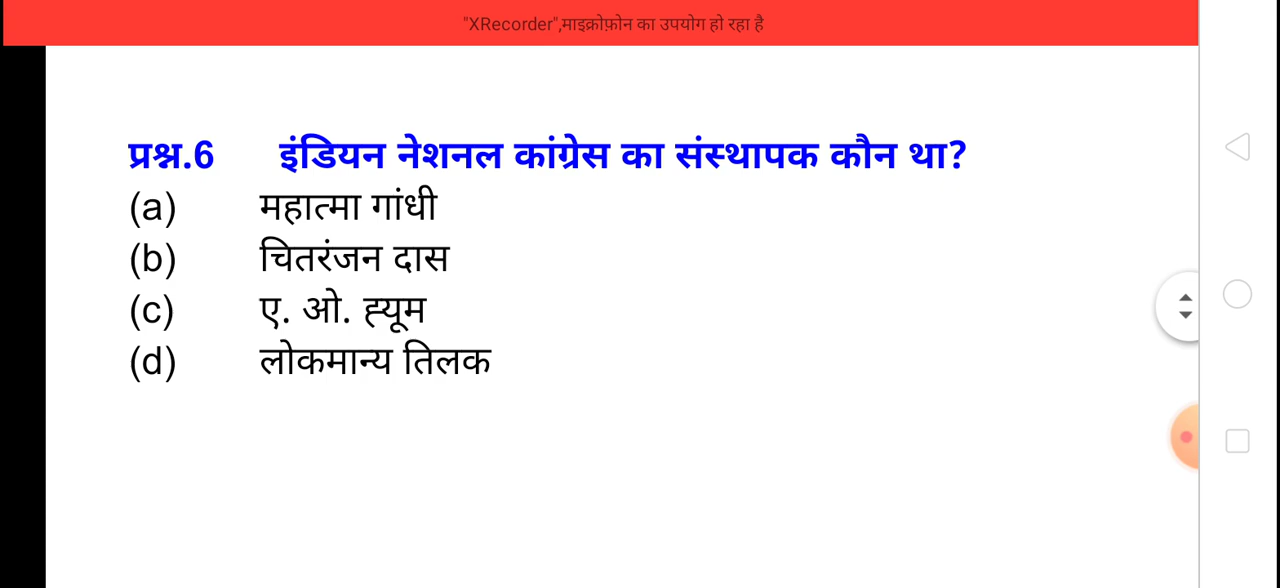 "XRecorder",माइक्रोफ़ोन का उपयोग हो रहा है
प्रश्न.6 इंडियन नेशनल कांग्रेस का संस्थापक कौन था?
(a) महात्मा गांधी
(b) चितरंजन दास
(c) ए. ओ. ह्यूम
(d) लोकमान्य तिलक